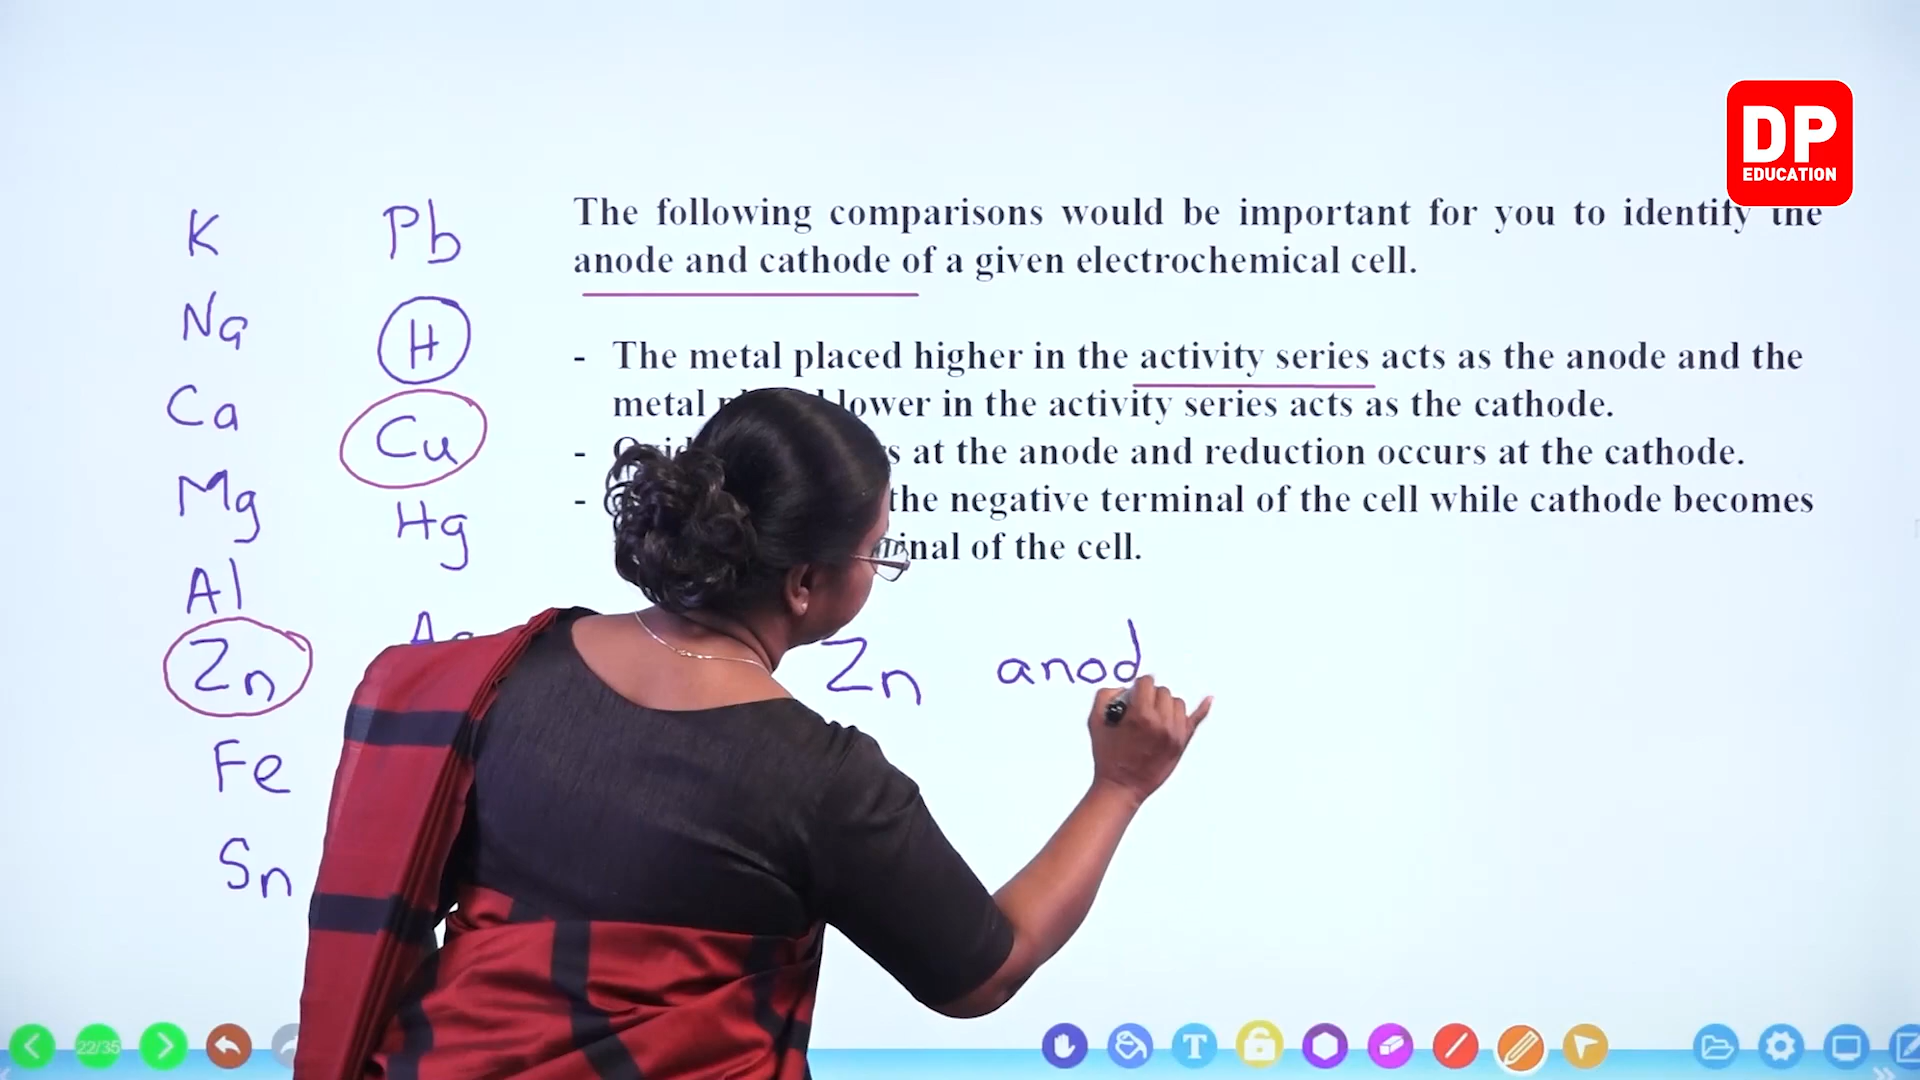 DP
EDUCATION
The following comparisons would be important for you to identify the
anode and cathode of a given electrochemical cell.
- The metal placed higher in the activity series acts as the anode and the
metal lower in the activity series acts as the cathode.
- at the anode and reduction occurs at the cathode.
- the negative terminal of the cell while cathode becomes
of the cell.
K
Na
Ca
Mg
Al
Zn
Fe
Sn
Pb
H
Cu
Hg
Zn anod
22/35
T